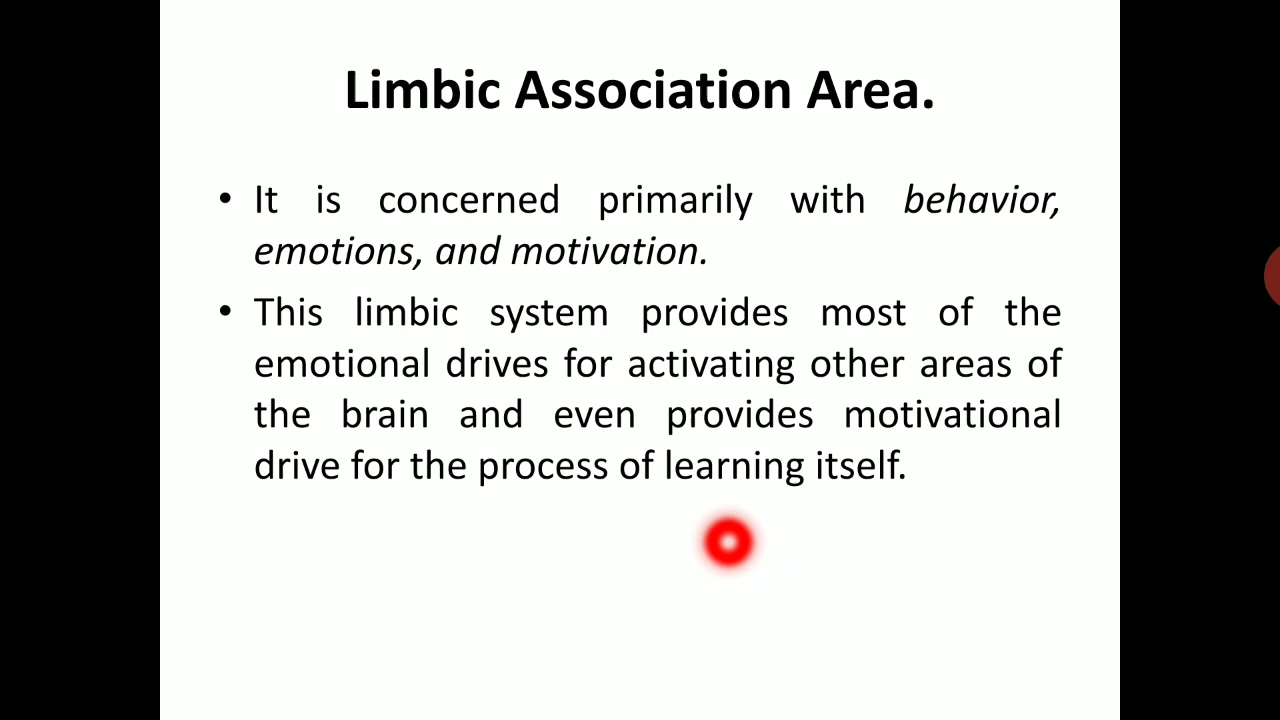 Limbic Association Area.
• It is concerned primarily with behavior,
emotions, and motivation.
• This limbic system provides most of the
emotional drives for activating other areas of
the brain and even provides motivational
drive for the process of learning itself.